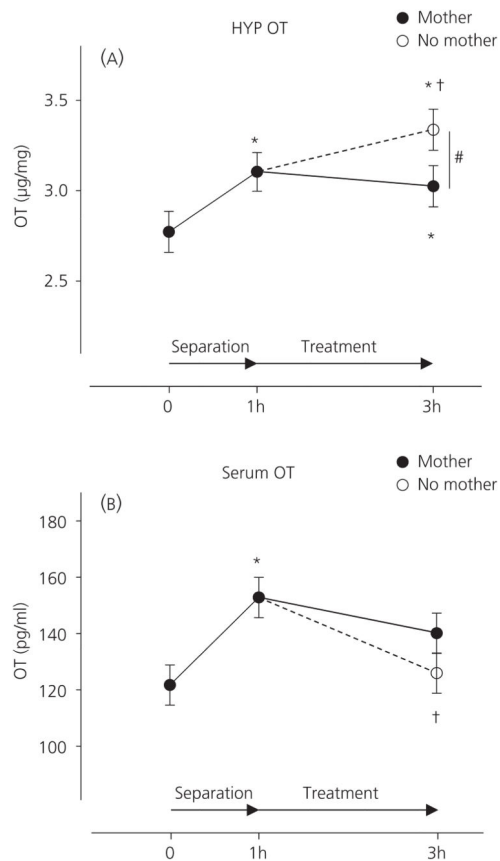 HYP OT
Mother
No mother
(A)
* †
3.5
*
#
OT (µg/mg)
3.0
*
2.5
Separation
Treatment
0
1h
3h
Serum OT
Mother
No mother
(B)
180
*
160
OT (pg/ml)
140
120
†
100
Separation
Treatment
0
1h
3h